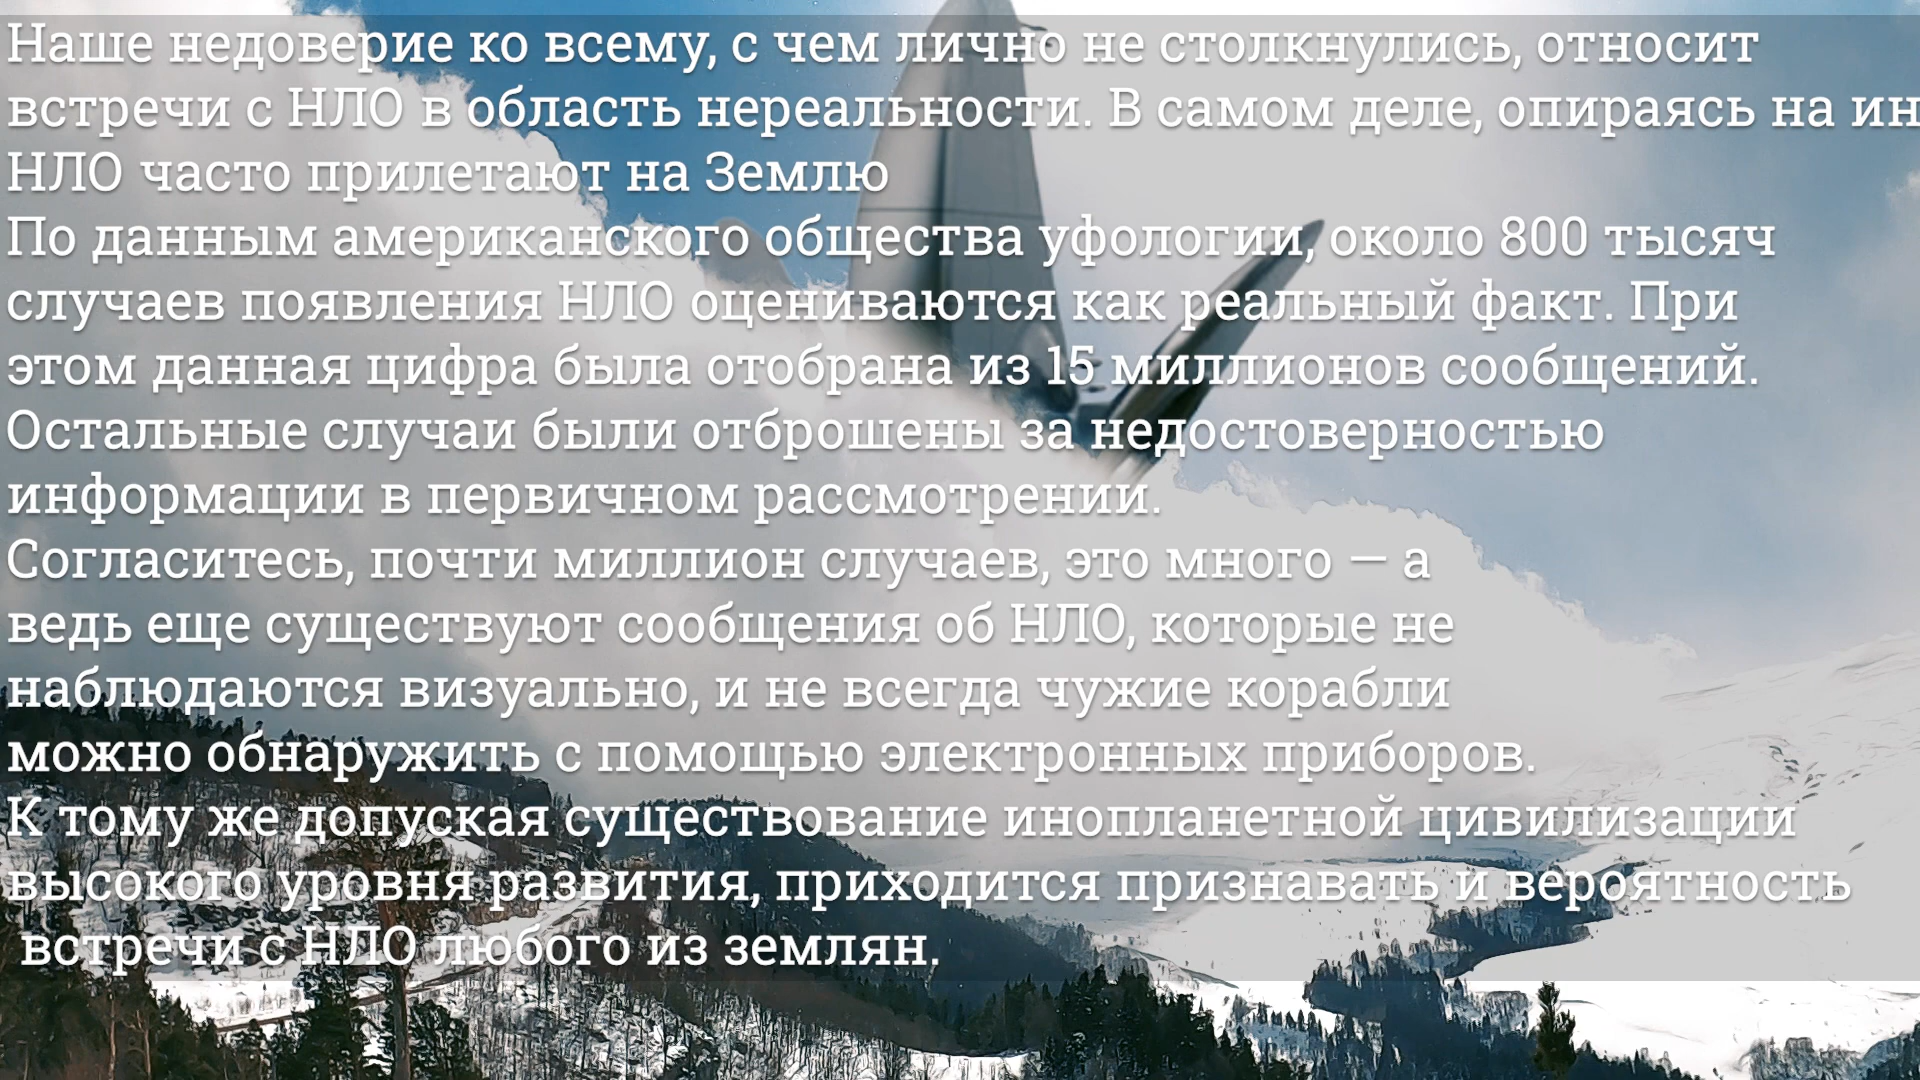 Наше недоверие ко всему, с чем лично не столкнулись, относит
встречи с НЛО в область нереальности. В самом деле, опираясь на ин
НЛО часто прилетают на Землю
По данным американского общества уфологии, около 800 тысяч
случаев появления НЛО оцениваются как реальный факт. При
этом данная цифра была отобрана из 15 миллионов сообщений.
Остальные случаи были отброшены за недостоверностью
информации в первичном рассмотрении.
Согласитесь, почти миллион случаев, это много — а
ведь еще существуют сообщения об НЛО, которые не
наблюдаются визуально, и не всегда чужие корабли
можно обнаружить с помощью электронных приборов.
К тому же допуская существование инопланетной цивилизации
высокого уровня развития, приходится признавать и вероятность
встречи с НЛО любого из землян.